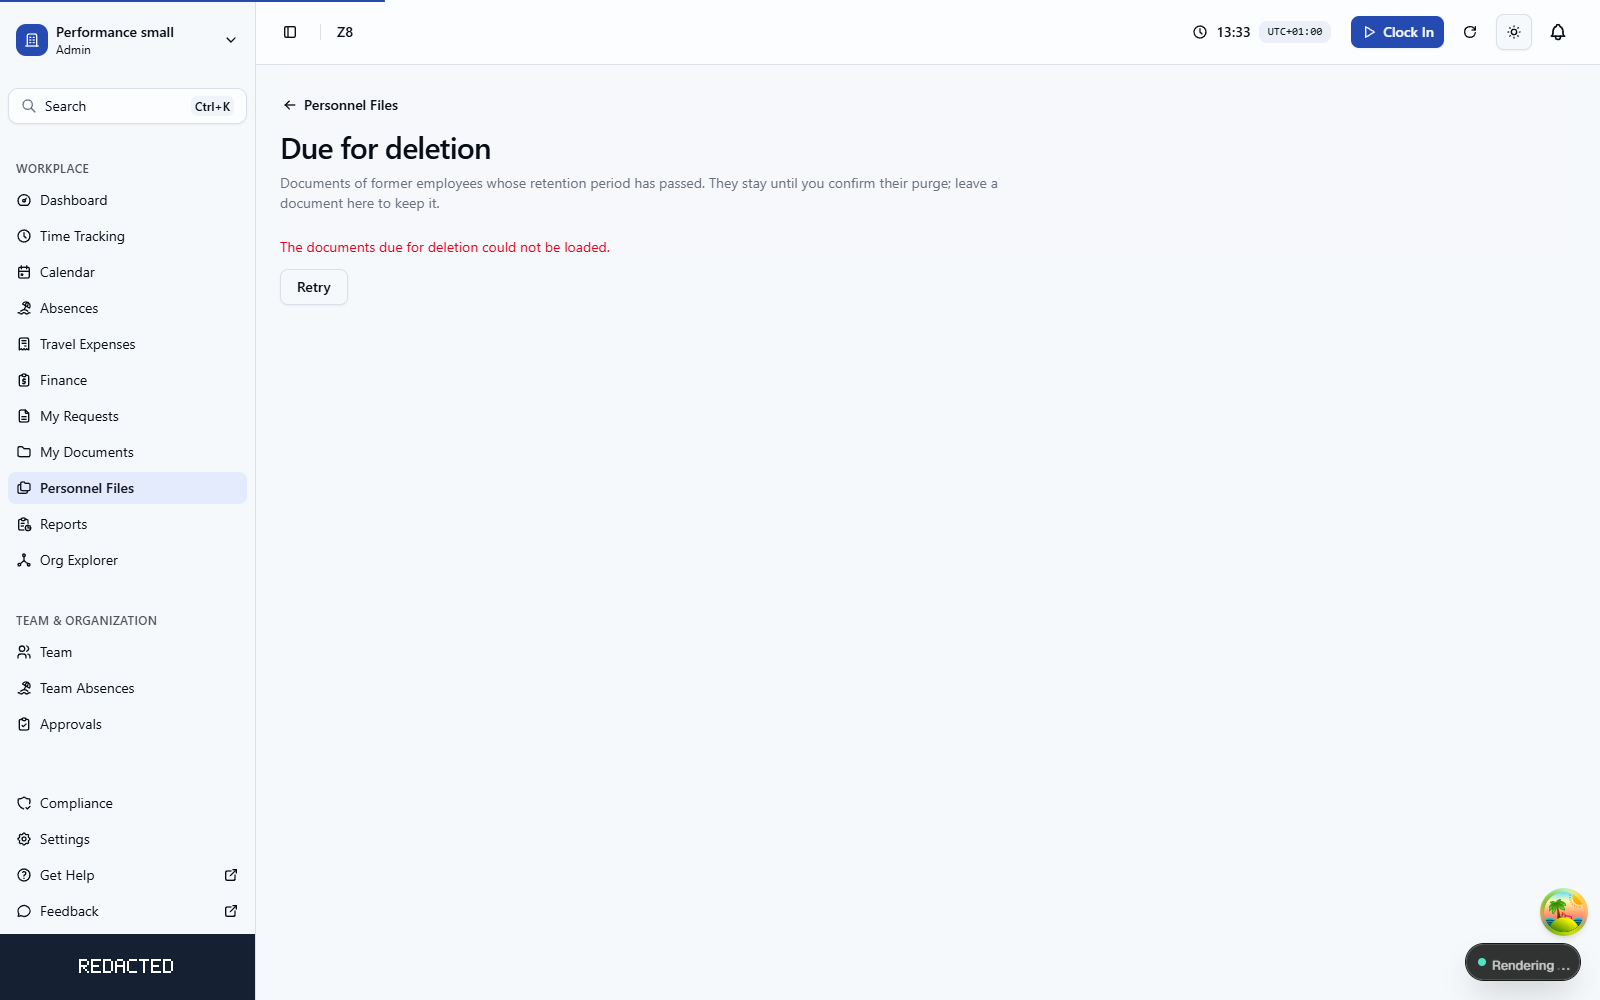 Performance small
Admin
Search
Ctrl+K
WORKPLACE
Dashboard
Time Tracking
Calendar
Absences
Travel Expenses
Finance
My Requests
My Documents
Personnel Files
Reports
Org Explorer
TEAM & ORGANIZATION
Team
Team Absences
Approvals
Compliance
Settings
Get Help
Feedback
REDACTED
Z8
13:33
UTC+01:00
Clock In
Personnel Files
Due for deletion
Documents of former employees whose retention period has passed. They stay until you confirm their purge; leave a
document here to keep it.
The documents due for deletion could not be loaded.
Retry
Rendering ...